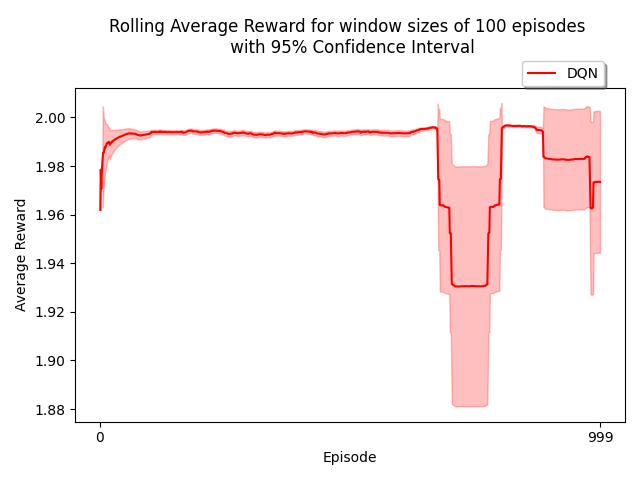 Rolling Average Reward for window sizes of 100 episodes
with 95% Confidence Interval
DQN
2.00
1.98
1.96
1.94
1.92
1.90
1.88
Average Reward
0
999
Episode